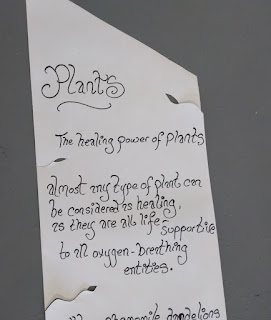 Plants
The healing power of plants
almost any type of plant can
be considered as healing,
as they are all life supportive
to all oxygen-breathing
entities.
chamomile dandelions